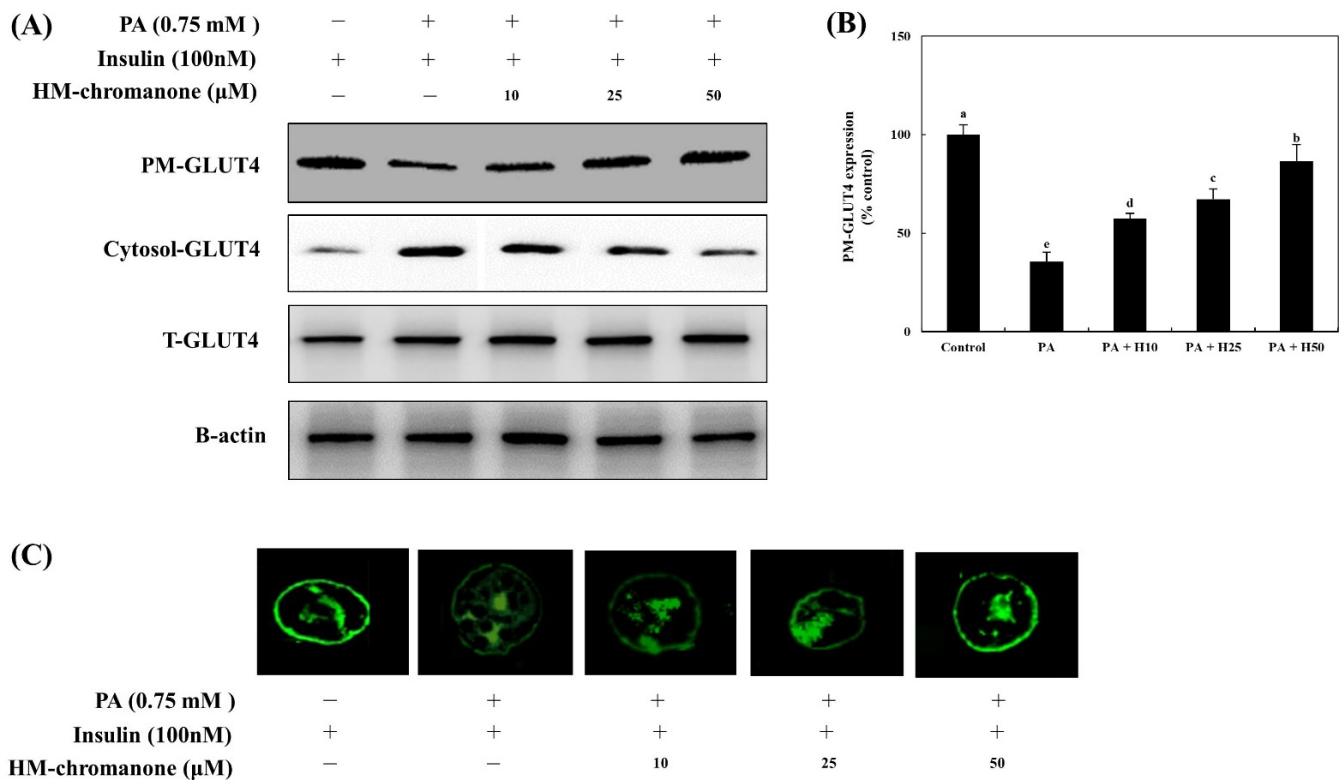 (A)
PA (0.75 mM ) − + + + +
Insulin (100nM) + + + + +
HM-chromanone (μM) − − 10 25 50
PM-GLUT4
Cytosol-GLUT4
T-GLUT4
B-actin
(B)
150
100
50
0
PM-GLUT4 expression
(% control)
a
e
d
c
b
Control PA PA + H10 PA + H25 PA + H50
(C)
PA (0.75 mM ) − + + + +
Insulin (100nM) + + + + +
HM-chromanone (μM) − − 10 25 50